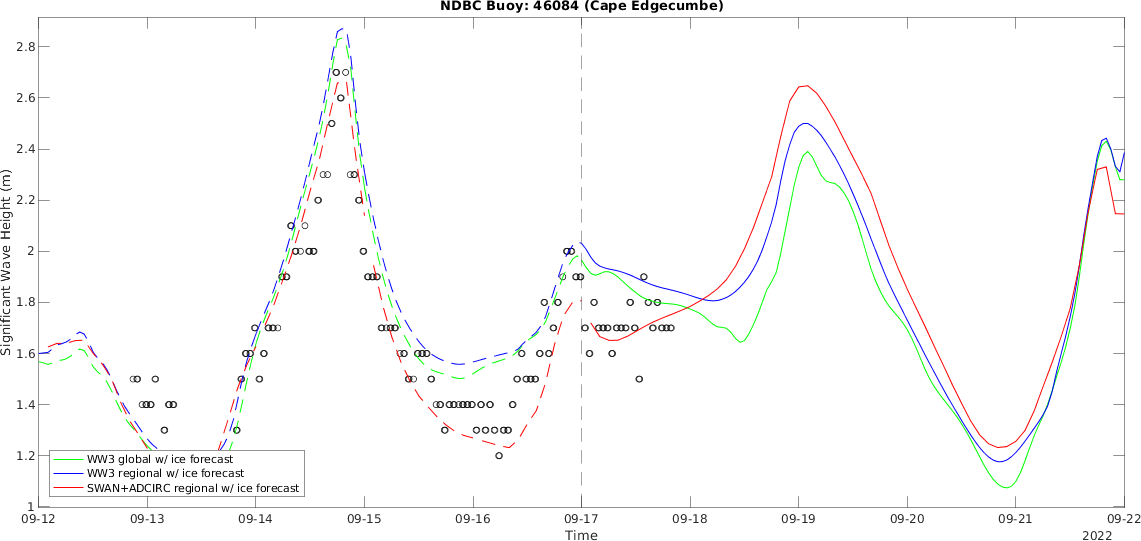 NDBC Buoy: 46084 (Cape Edgecumbe)
Significant Wave Height (m)
2.8
2.6
2.4
2.2
2
1.8
1.6
1.4
1.2
1
WW3 global w/ ice forecast
WW3 regional w/ ice forecast
SWAN+ADCIRC regional w/ ice forecast
09-12 09-13 09-14 09-15 09-16 09-17 09-18 09-19 09-20 09-21 09-22
Time
2022